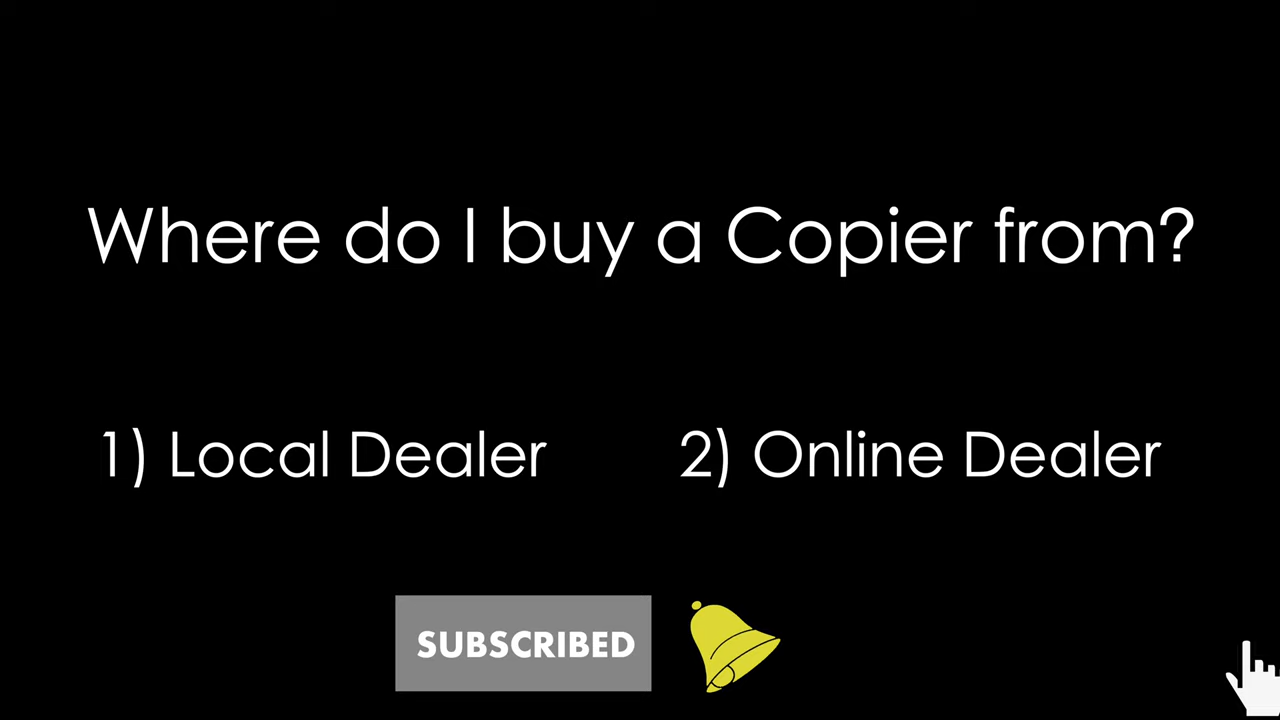 Where do I buy a Copier from?
1) Local Dealer 2) Online Dealer
SUBSCRIBED